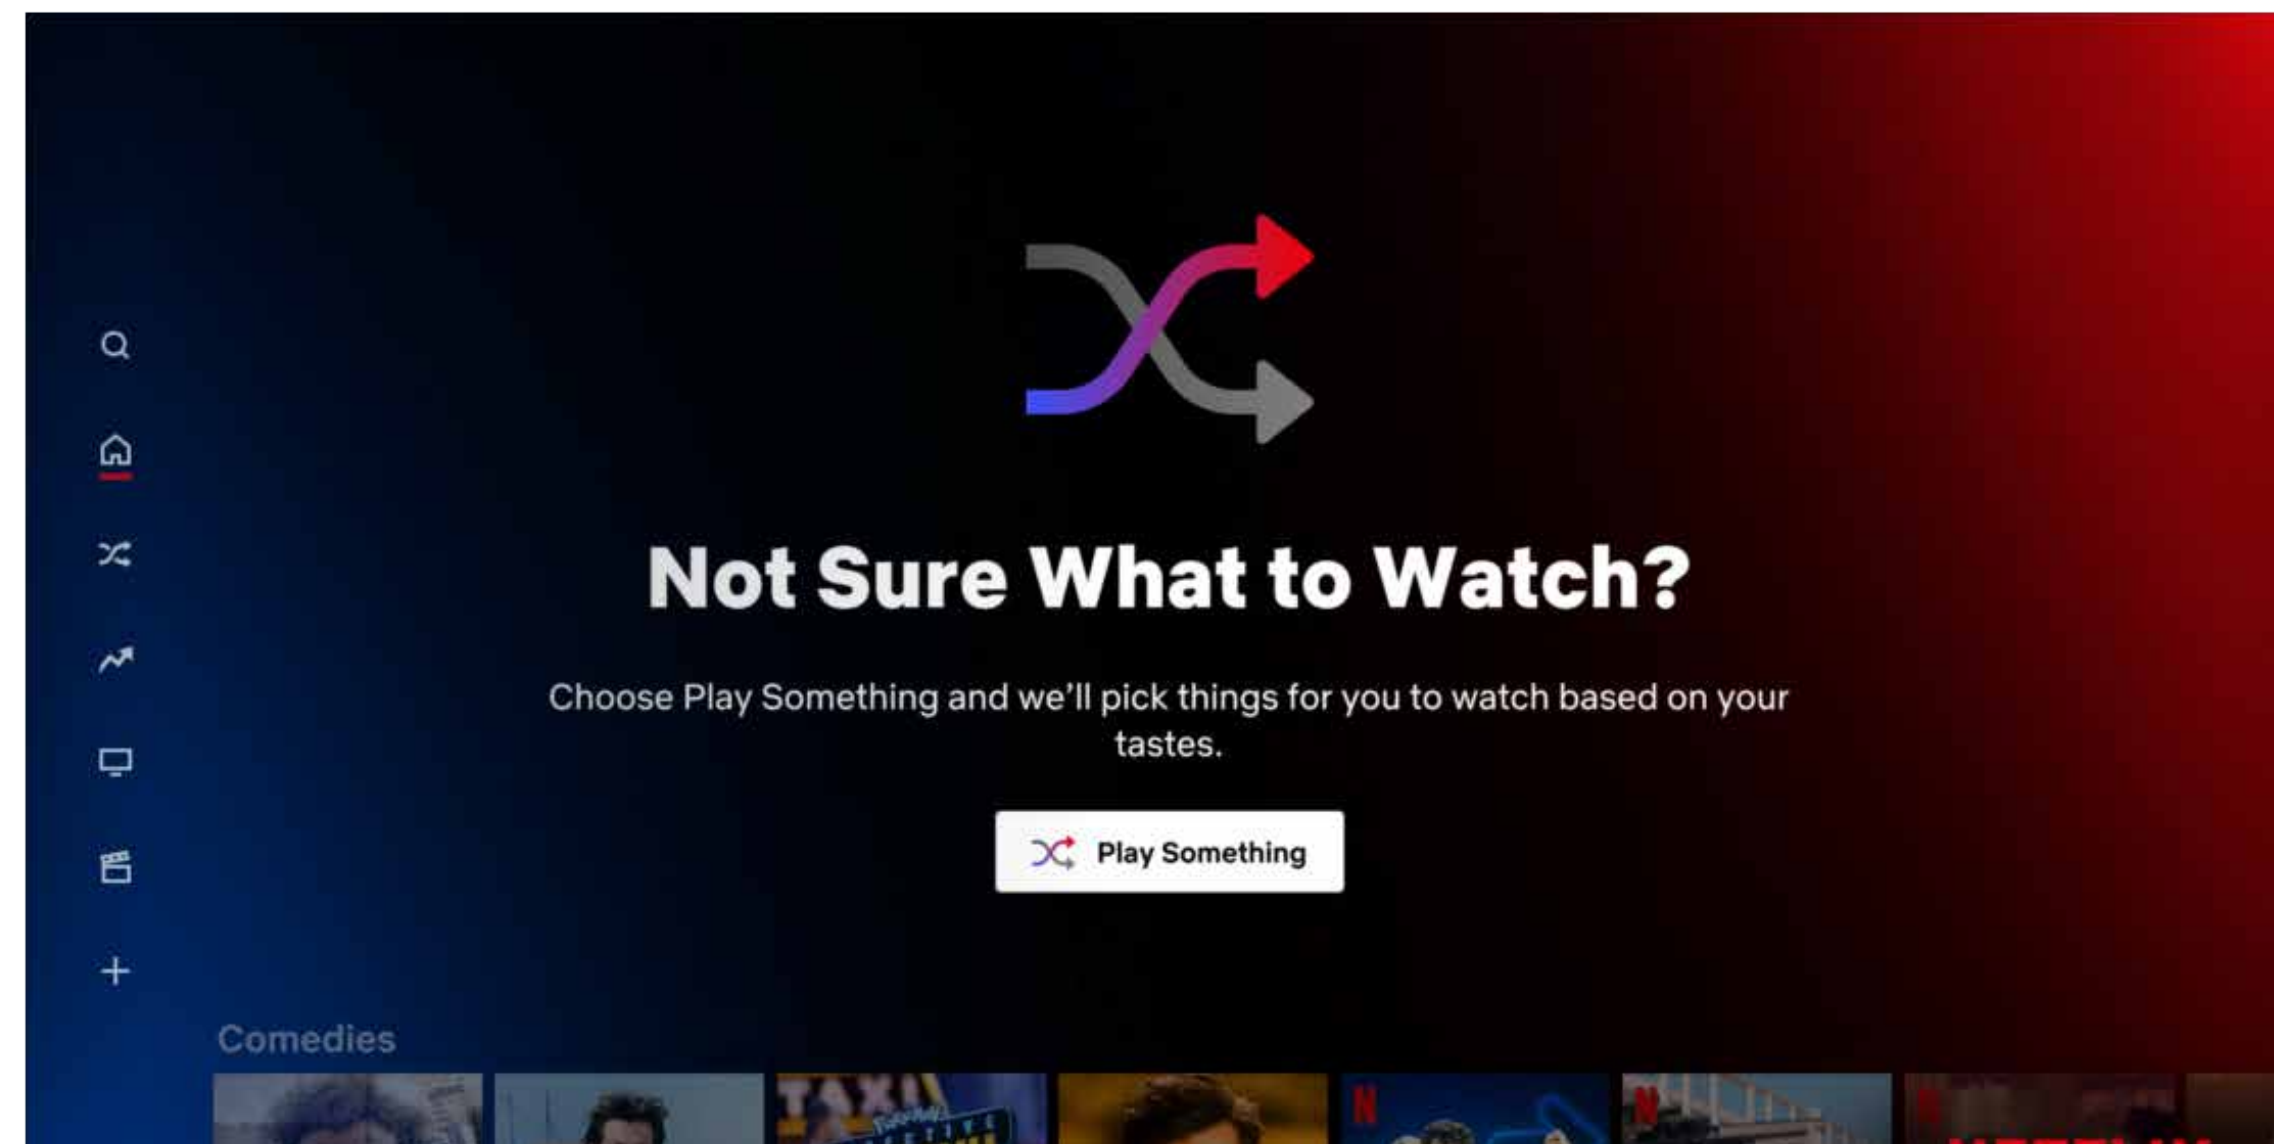 Not Sure What to Watch?
Choose Play Something and we'll pick things for you to watch based on your
tastes.
Play Something
Comedies
TAXI
N
N
N